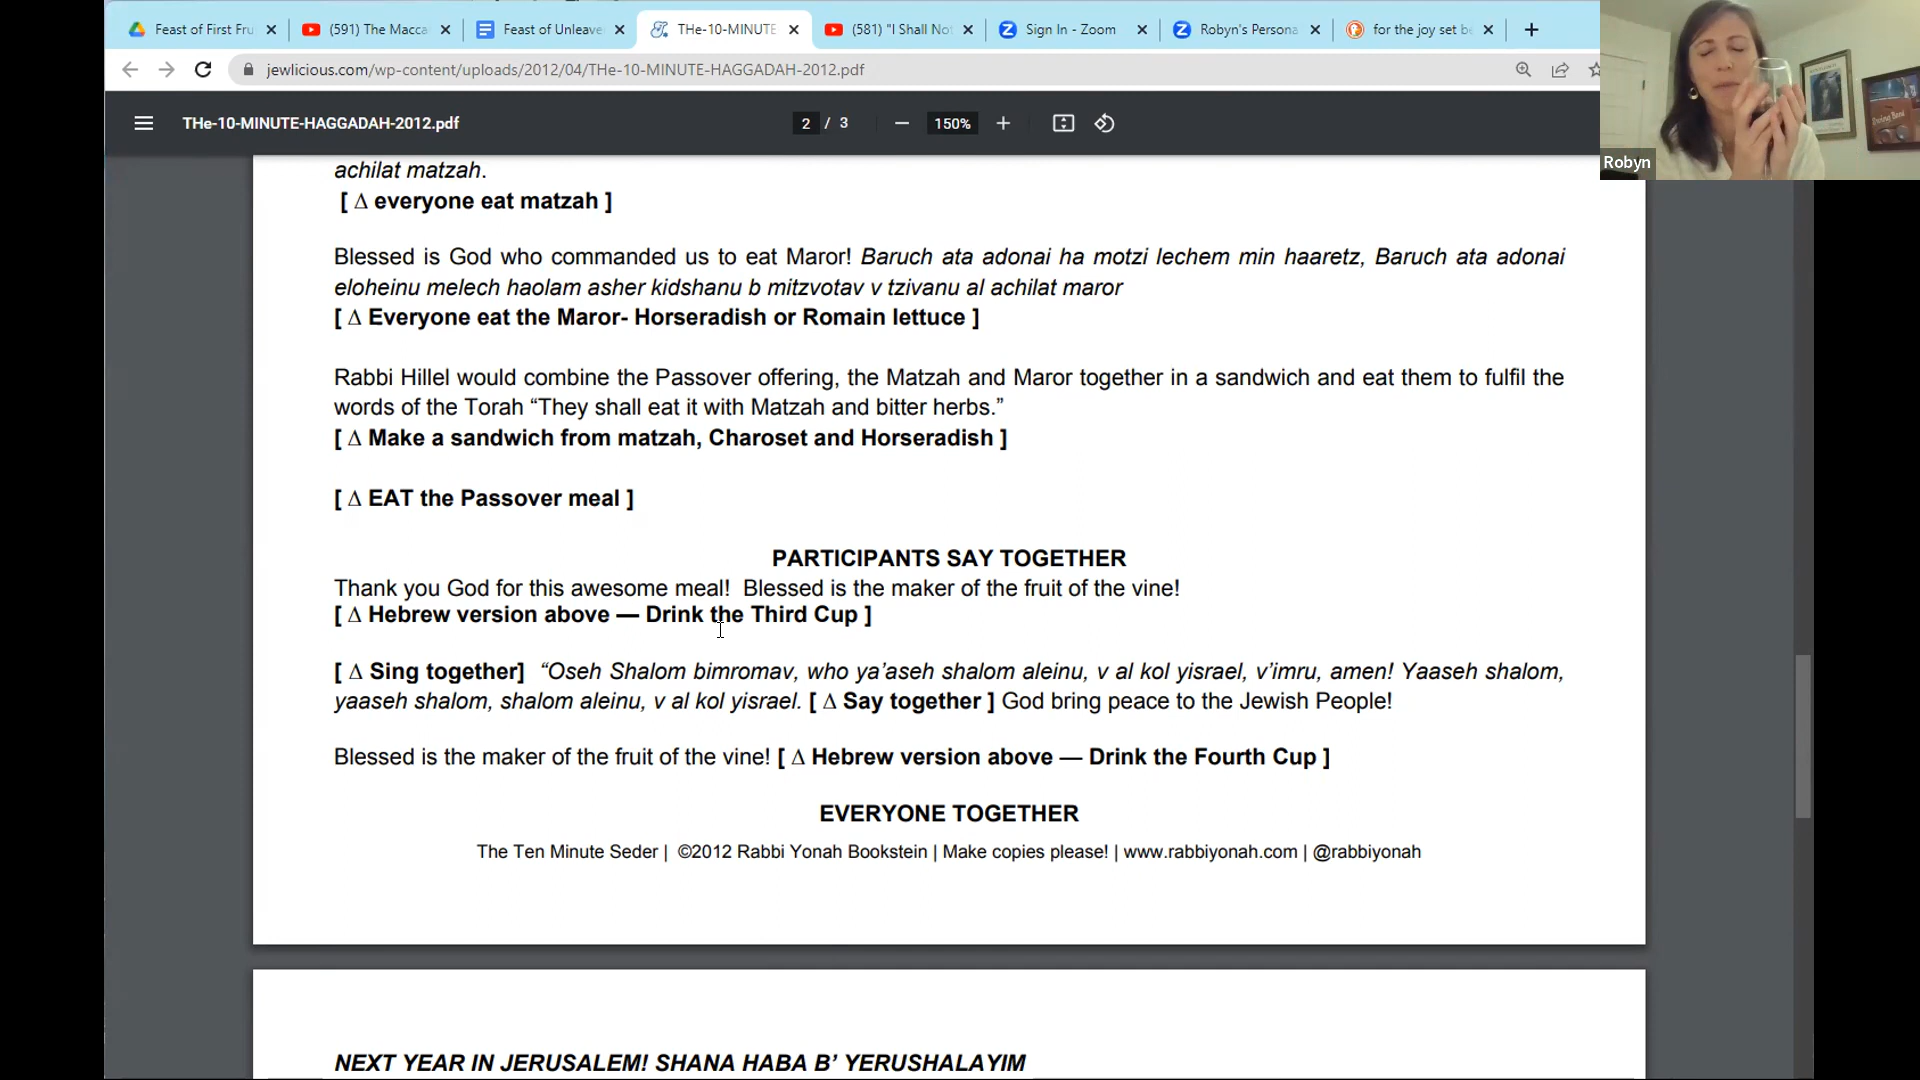 Feast of First Fru
(591) The Macca
Feast of Unleave
THe-10-MINUTE
(581) "I Shall Not
Sign In - Zoom
Robyn's Persona
for the joy set be
jewlicious.com/wp-content/uploads/2012/04/THe-10-MINUTE-HAGGADAH-2012.pdf
THe-10-MINUTE-HAGGADAH-2012.pdf
2 / 3
150%
Robyn
achilat matzah.
[ Δ everyone eat matzah ]
Blessed is God who commanded us to eat Maror! Baruch ata adonai ha motzi lechem min haaretz, Baruch ata adonai
eloheinu melech haolam asher kidshanu b mitzvotav v tzivanu al achilat maror
[ Δ Everyone eat the Maror- Horseradish or Romain lettuce ]
Rabbi Hillel would combine the Passover offering, the Matzah and Maror together in a sandwich and eat them to fulfil the
words of the Torah “They shall eat it with Matzah and bitter herbs.”
[ Δ Make a sandwich from matzah, Charoset and Horseradish ]
[ Δ EAT the Passover meal ]
PARTICIPANTS SAY TOGETHER
Thank you God for this awesome meal! Blessed is the maker of the fruit of the vine!
[ Δ Hebrew version above — Drink the Third Cup ]
[ Δ Sing together] “Oseh Shalom bimromav, who ya’aseh shalom aleinu, v al kol yisrael, v’imru, amen! Yaaseh shalom,
yaaseh shalom, shalom aleinu, v al kol yisrael. [ Δ Say together ] God bring peace to the Jewish People!
Blessed is the maker of the fruit of the vine! [ Δ Hebrew version above — Drink the Fourth Cup ]
EVERYONE TOGETHER
The Ten Minute Seder | ©2012 Rabbi Yonah Bookstein | Make copies please! | www.rabbiyonah.com | @rabbiyonah
NEXT YEAR IN JERUSALEM! SHANA HABA B’ YERUSHALAYIM